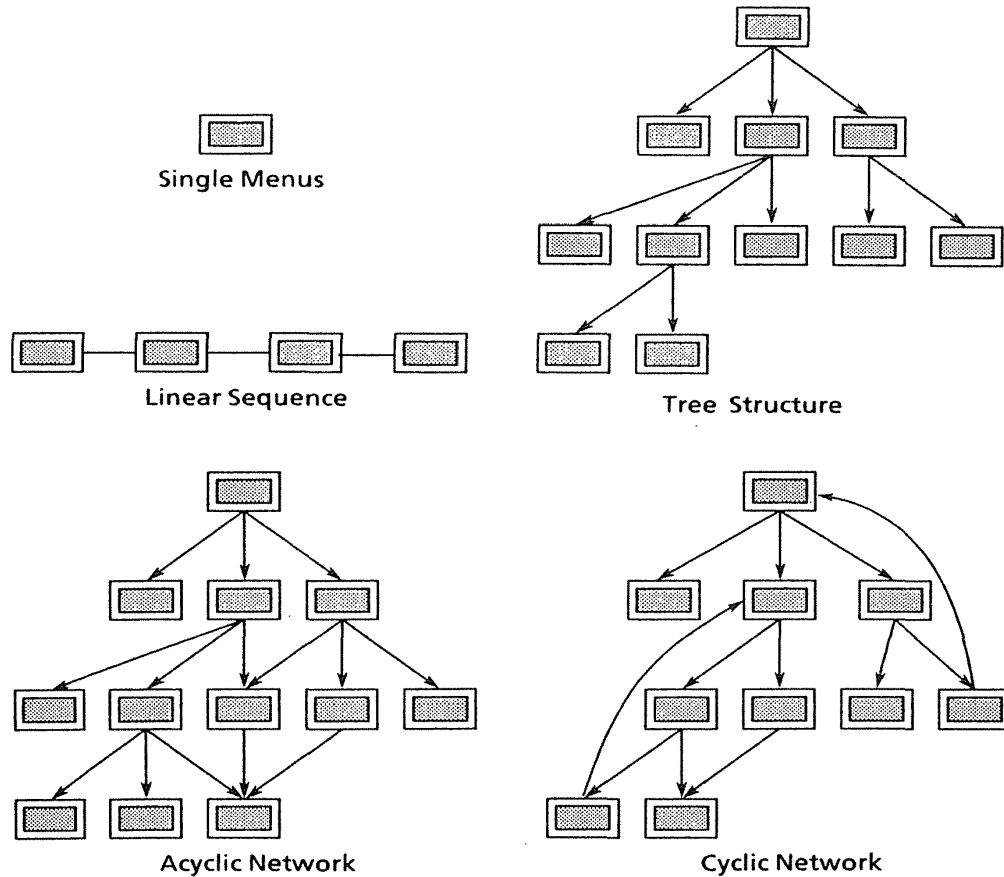 Single Menus
Linear Sequence
Tree Structure
Acyclic Network
Cyclic Network